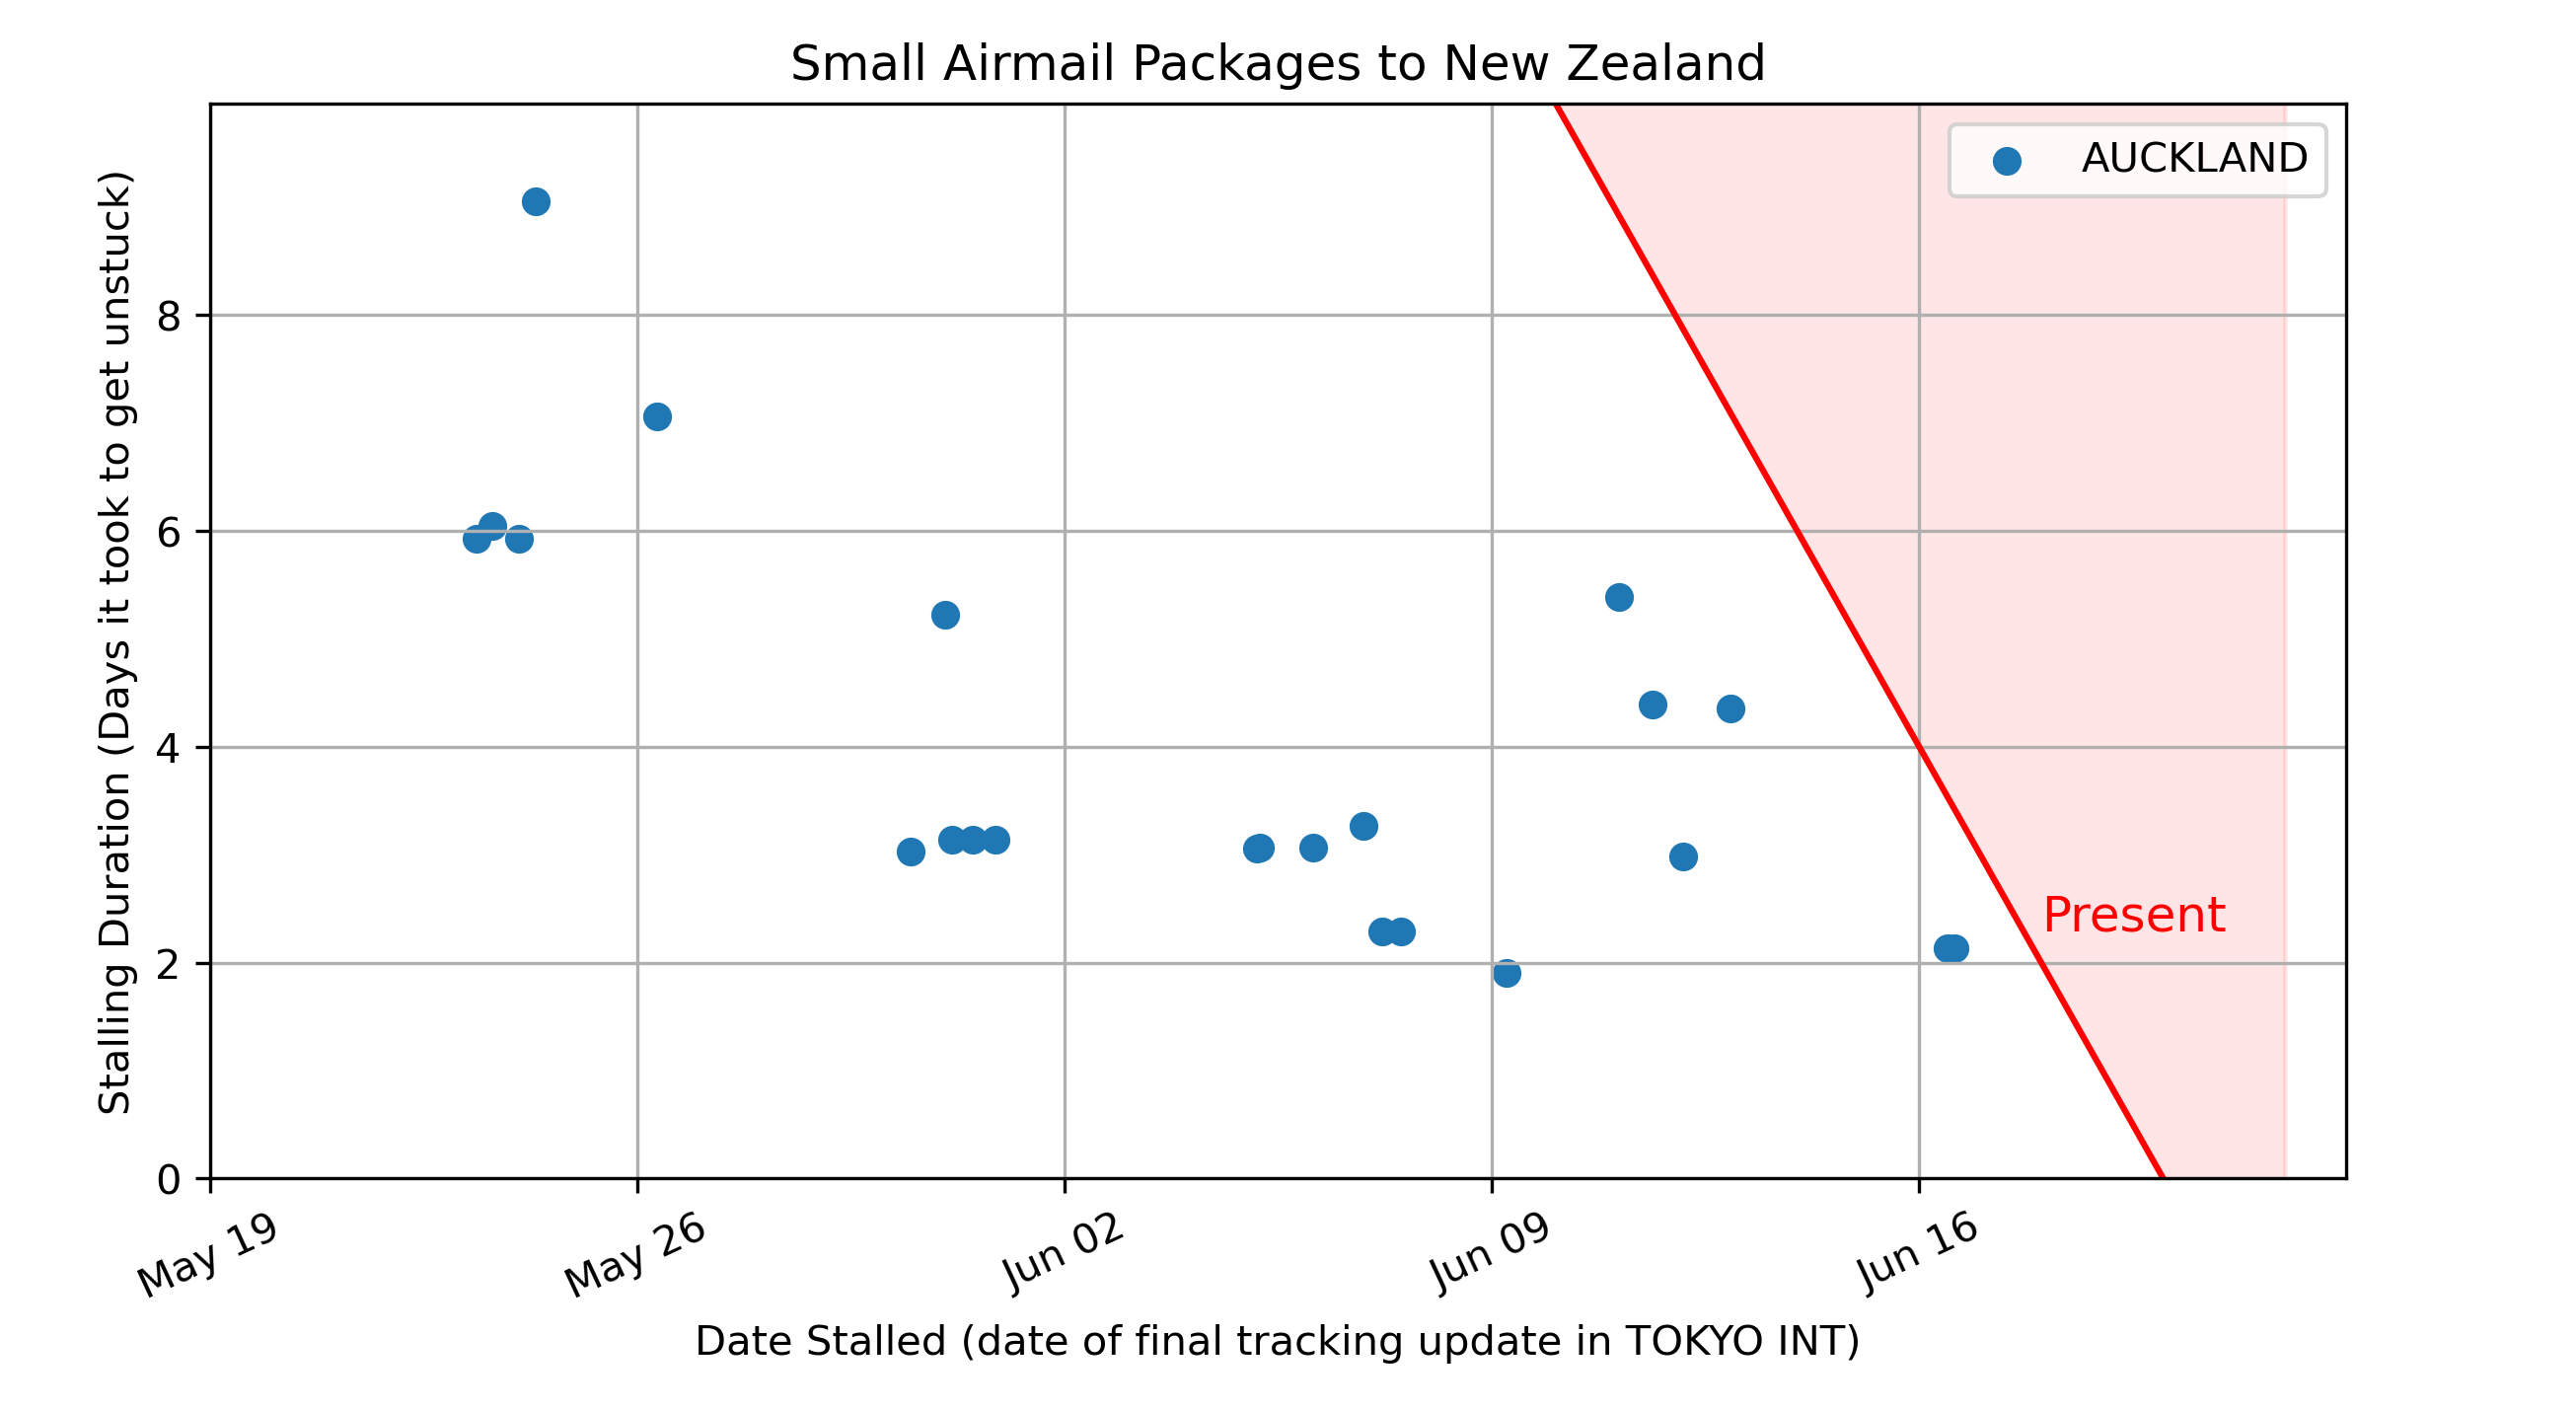 Small Airmail Packages to New Zealand
AUCKLAND
Stalling Duration (Days it took to get unstuck)
8
6
4
2
0
Present
May 19
May 26
Jun 02
Jun 09
Jun 16
Date Stalled (date of final tracking update in TOKYO INT)